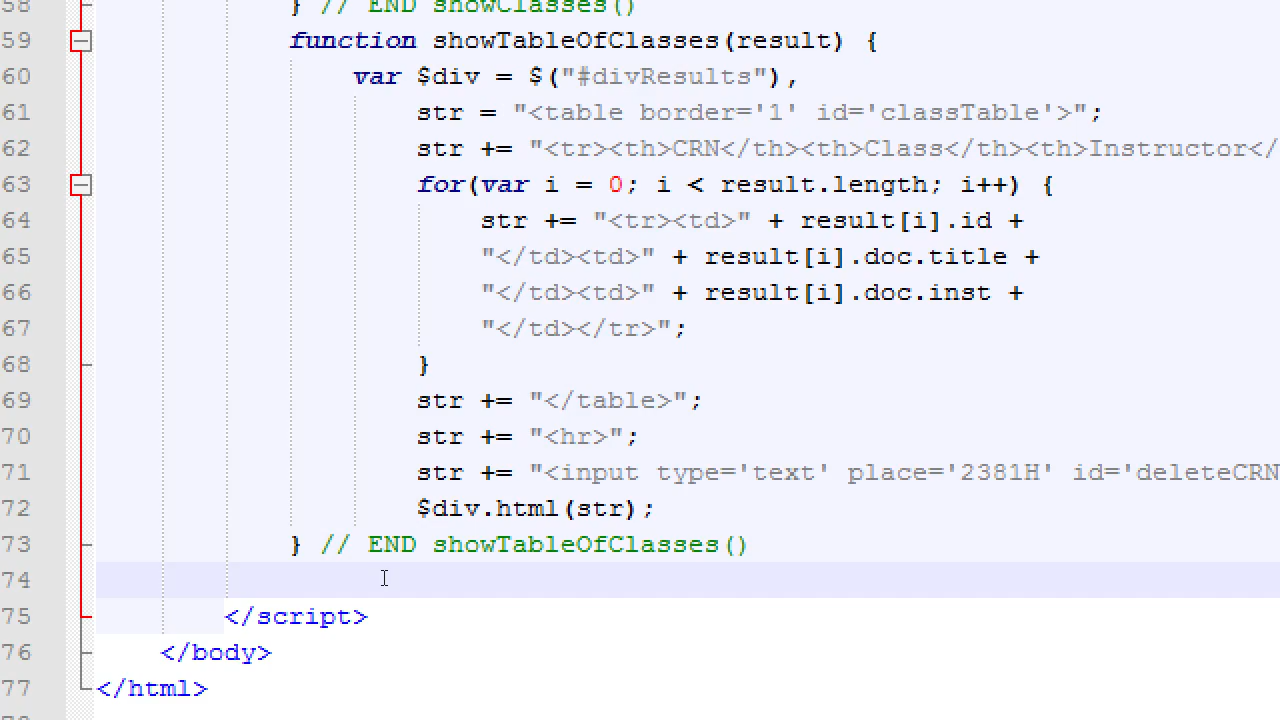 58 } // END showClasses()
59 function showTableOfClasses(result) {
60 var $div = $("#divResults"),
61 str = "<table border='1' id='classTable'>";
62 str += "<tr><th>CRN</th><th>Class</th><th>Instructor</
63 for(var i = 0; i < result.length; i++) {
64 str += "<tr><td>" + result[i].id +
65 "</td><td>" + result[i].doc.title +
66 "</td><td>" + result[i].doc.inst +
67 "</td></tr>";
68 }
69 str += "</table>";
70 str += "<hr>";
71 str += "<input type='text' place='2381H' id='deleteCRN
72 $div.html(str);
73 } // END showTableOfClasses()
74
75 </script>
76 </body>
77 </html>